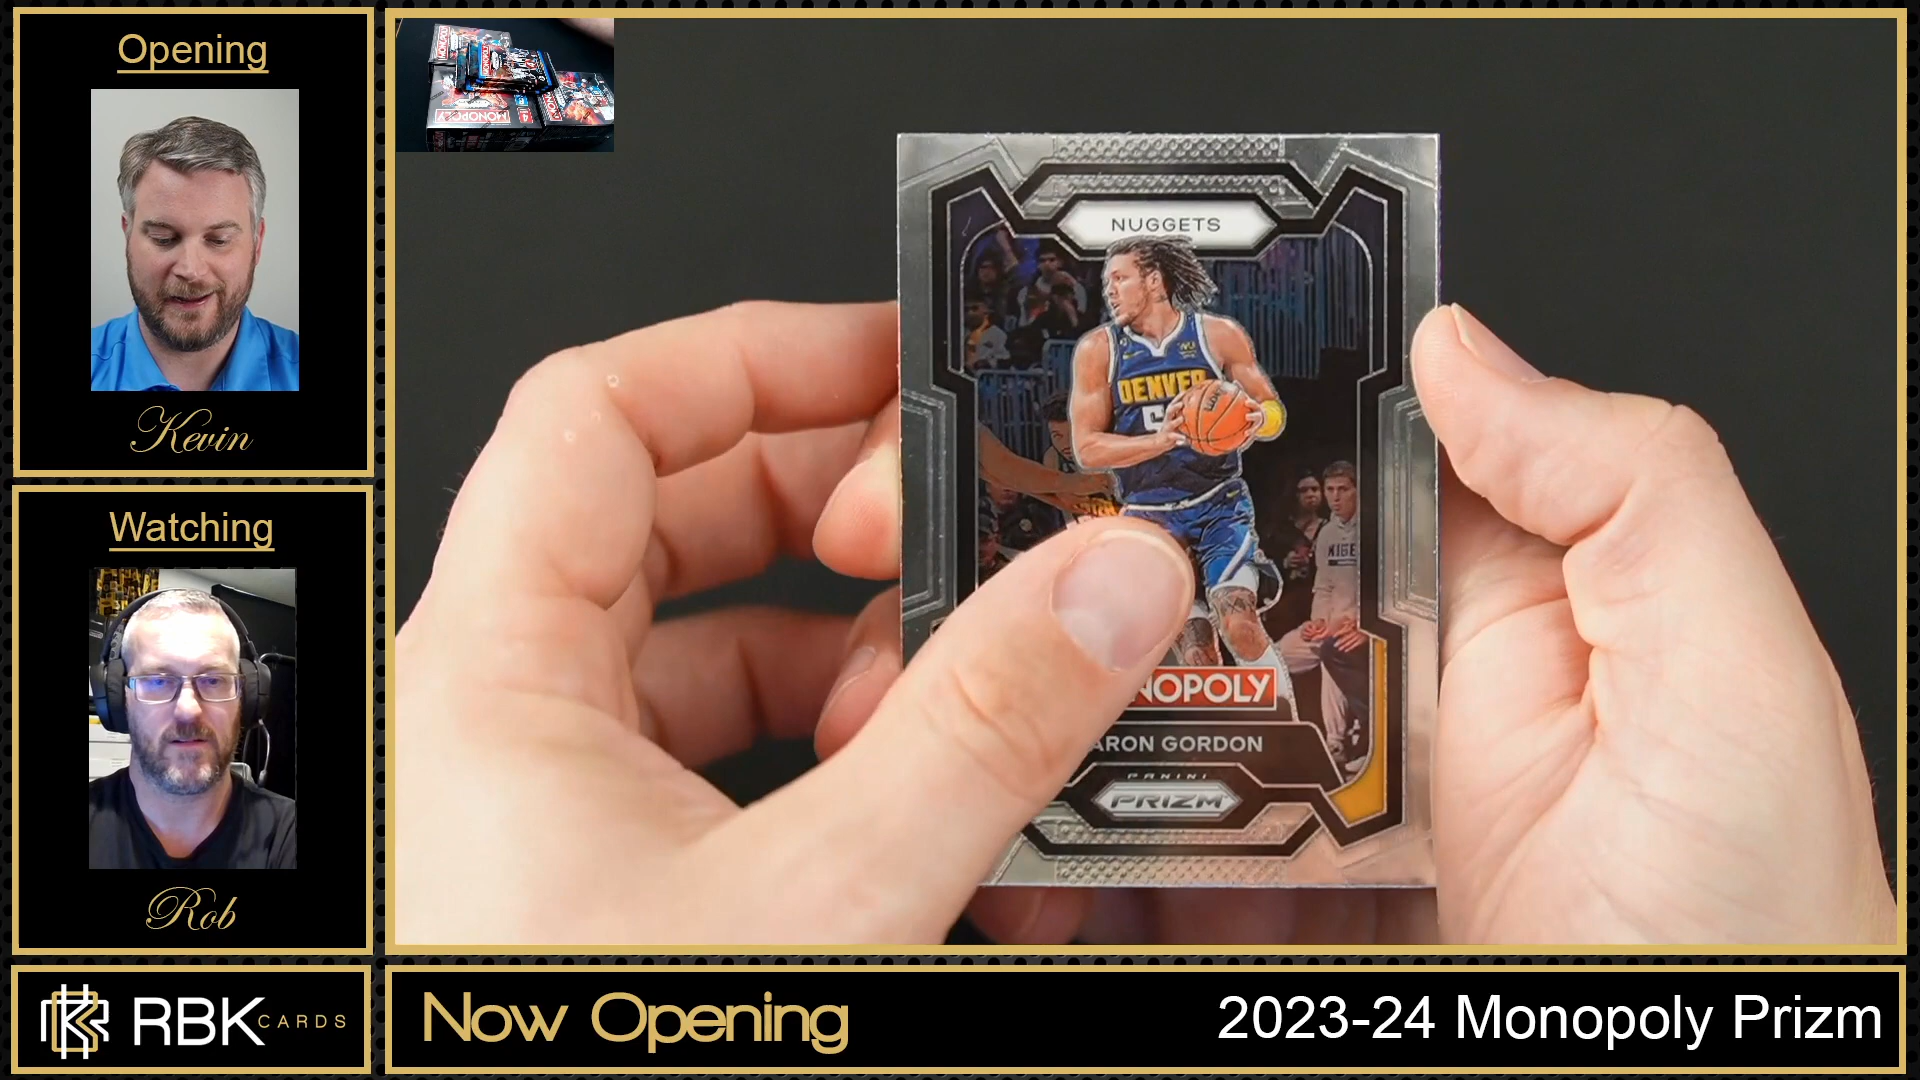 Opening
Kevin
Watching
Rob
RBK CARDS
MONOPOLY
NUGGETS
DENVER
NOPOLY
ARON GORDON
PANINI
PRIZM
Now Opening
2023-24 Monopoly Prizm